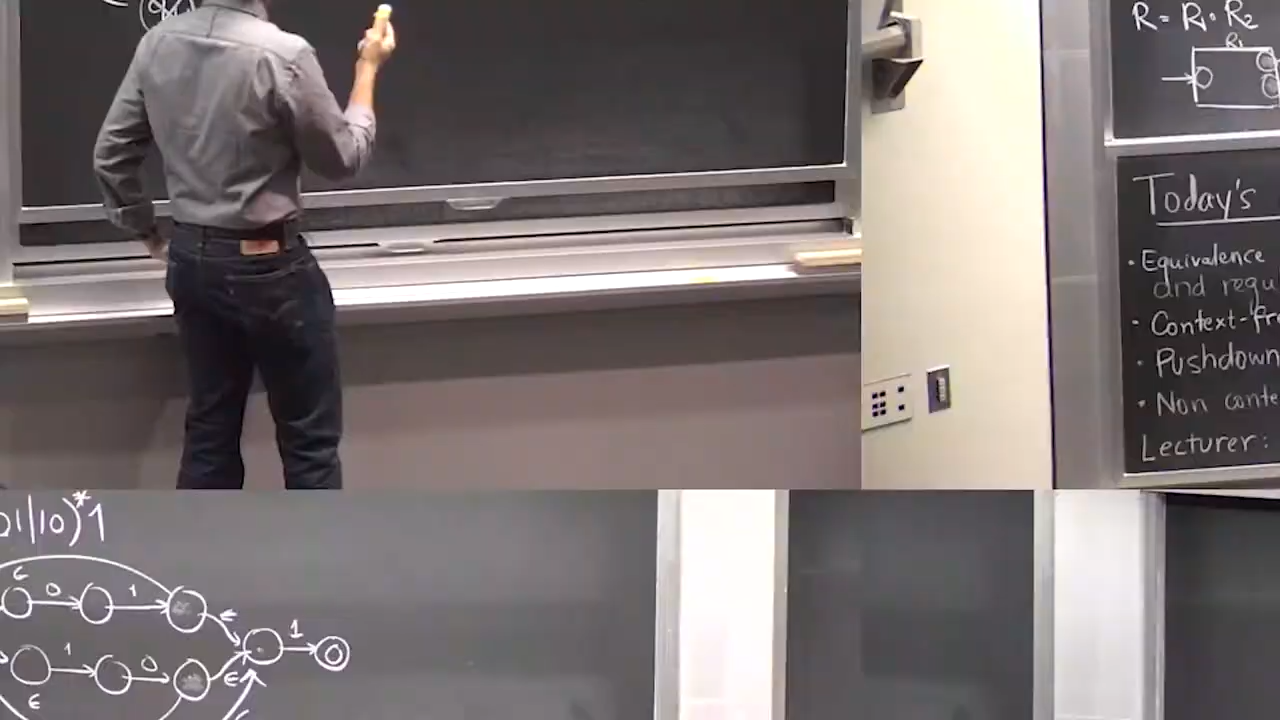 R = R₁ · R₂
R₁
Today's
· Equivalence
and regu
· Context-fr
· Pushdown
· Non conte
Lecturer:
01|10)*1
ε 0 1 ε
1
1 0 ε
ε